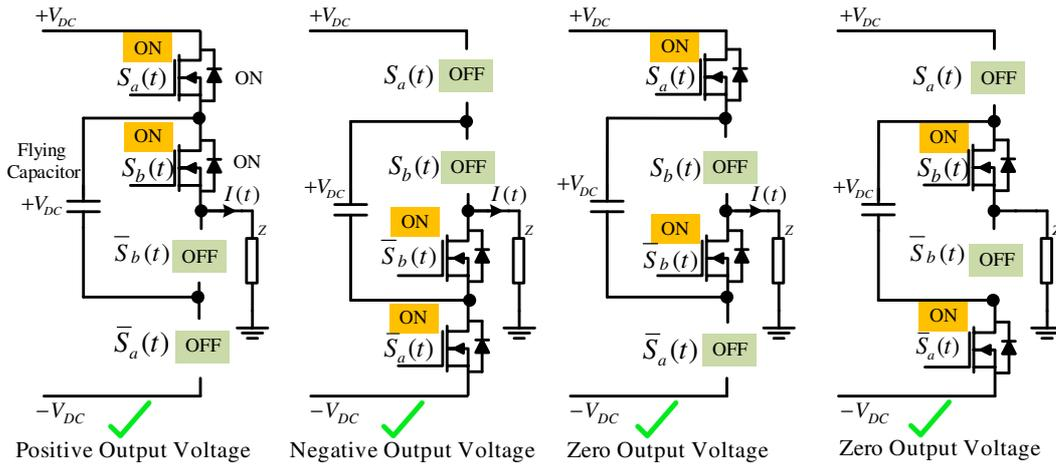 +V_DC
ON
S_a(t)
ON
ON
S_b(t)
ON
Flying
Capacitor
+V_DC
I(t)
Z
S̅_b(t) OFF
S̅_a(t) OFF
−V_DC
Positive Output Voltage
+V_DC
S_a(t) OFF
S_b(t) OFF
+V_DC
I(t)
ON
S̅_b(t)
Z
ON
S̅_a(t)
−V_DC
Negative Output Voltage
+V_DC
ON
S_a(t)
S_b(t) OFF
+V_DC
I(t)
ON
S̅_b(t)
Z
S̅_a(t) OFF
−V_DC
Zero Output Voltage
+V_DC
S_a(t) OFF
ON
S_b(t)
+V_DC
Z
S̅_b(t) OFF
ON
S̅_a(t)
−V_DC
Zero Output Voltage